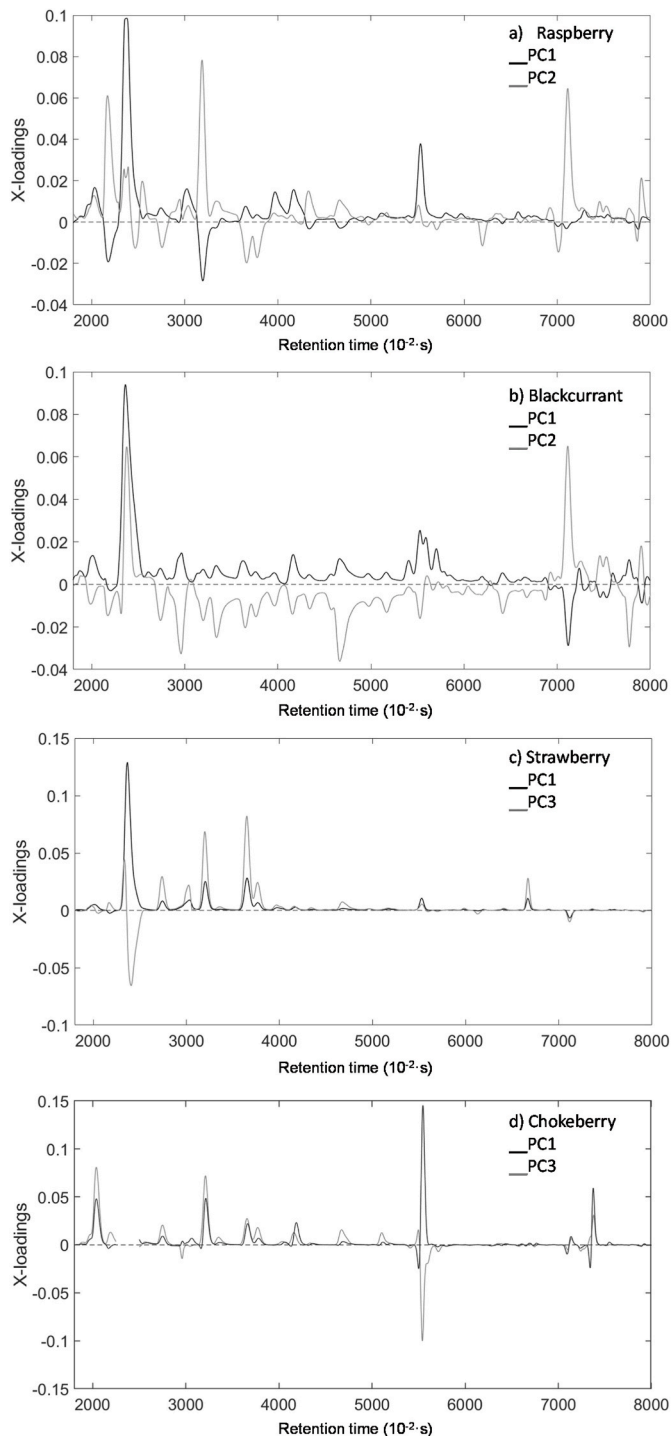 0.1
a) Raspberry
PC1
0.08
PC2
0.06
X-loadings
0.04
0.02
0
-0.02
-0.04
2000 3000 4000 5000 6000 7000 8000
Retention time (10-2·s)
0.1
b) Blackcurrant
PC1
0.08
PC2
0.06
X-loadings
0.04
0.02
0
-0.02
-0.04
2000 3000 4000 5000 6000 7000 8000
Retention time (10-2·s)
0.15
c) Strawberry
PC1
0.1
PC3
X-loadings
0.05
0
-0.05
-0.1
2000 3000 4000 5000 6000 7000 8000
Retention time (10-2·s)
0.15
d) Chokeberry
PC1
0.1
PC3
X-loadings
0.05
0
-0.05
-0.1
-0.15
2000 3000 4000 5000 6000 7000 8000
Retention time (10-2·s)